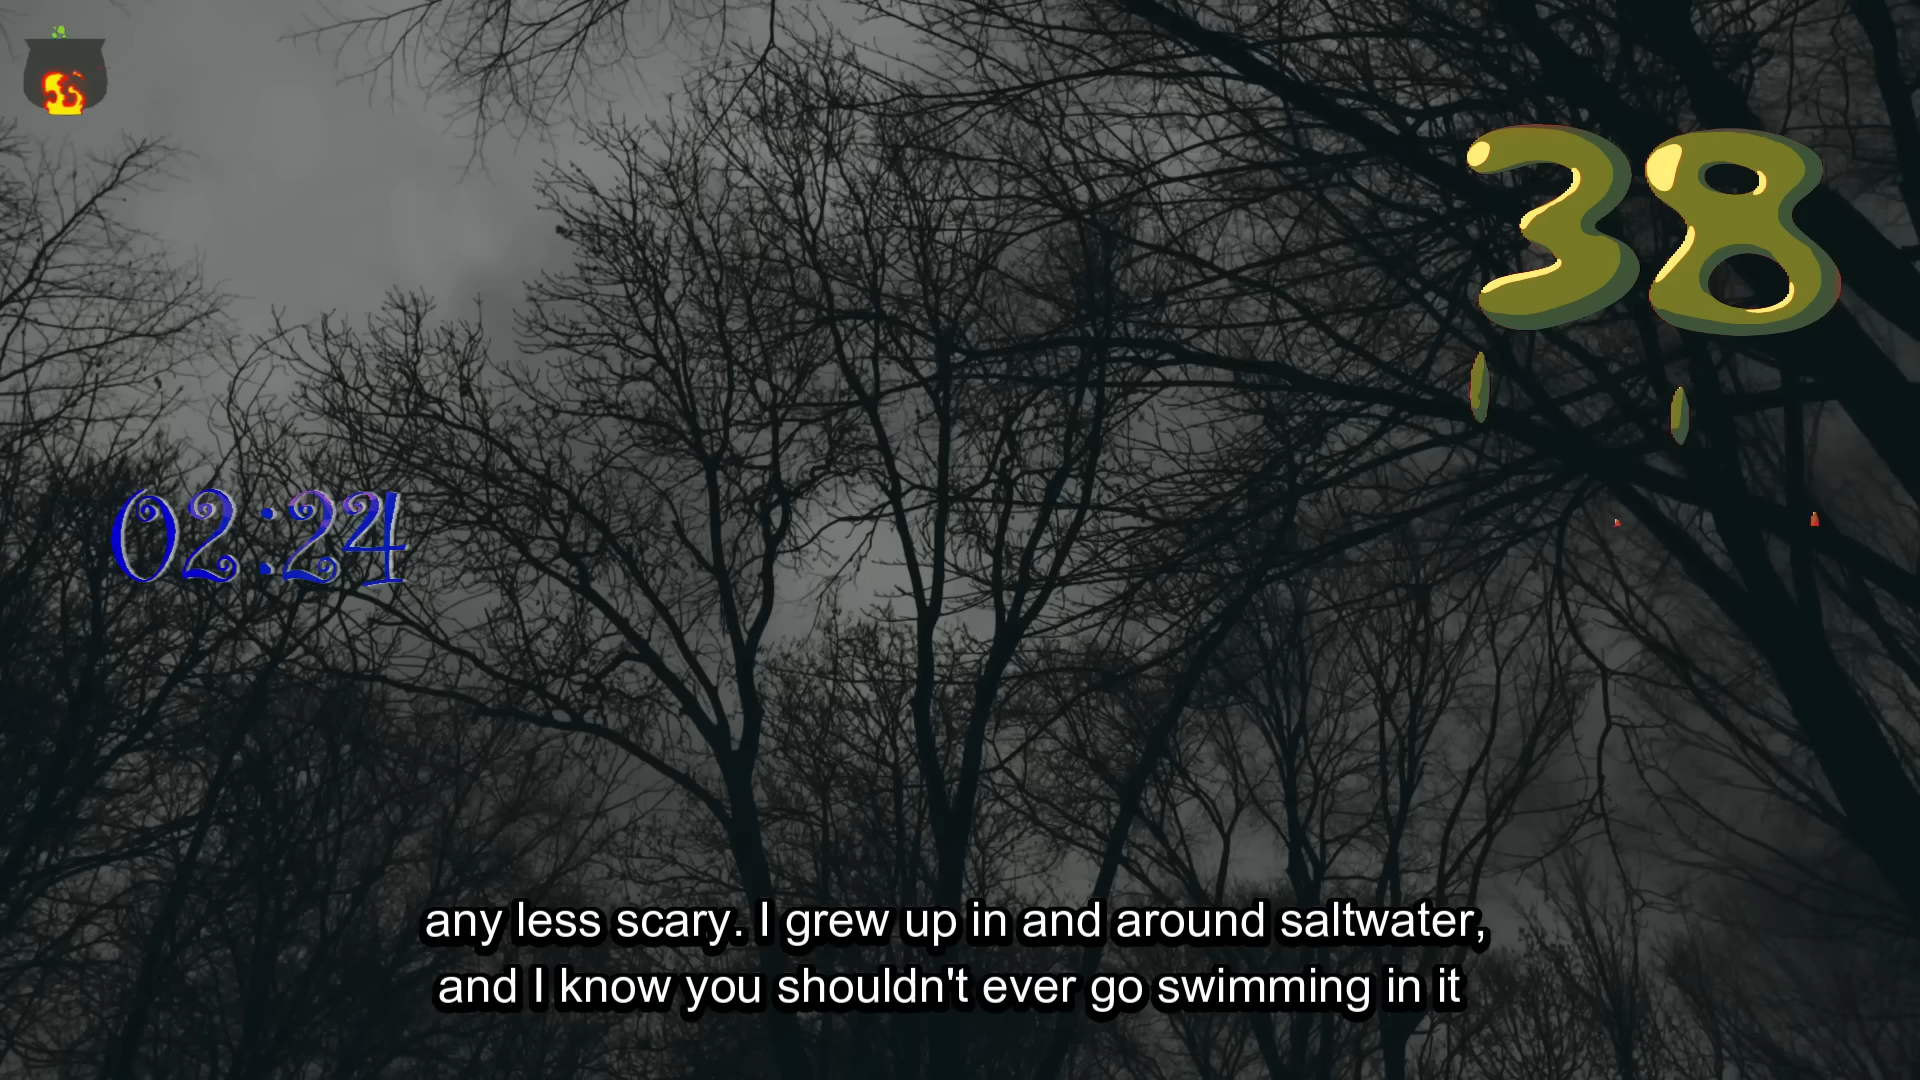 38
02:24
any less scary. I grew up in and around saltwater,
and I know you shouldn't ever go swimming in it